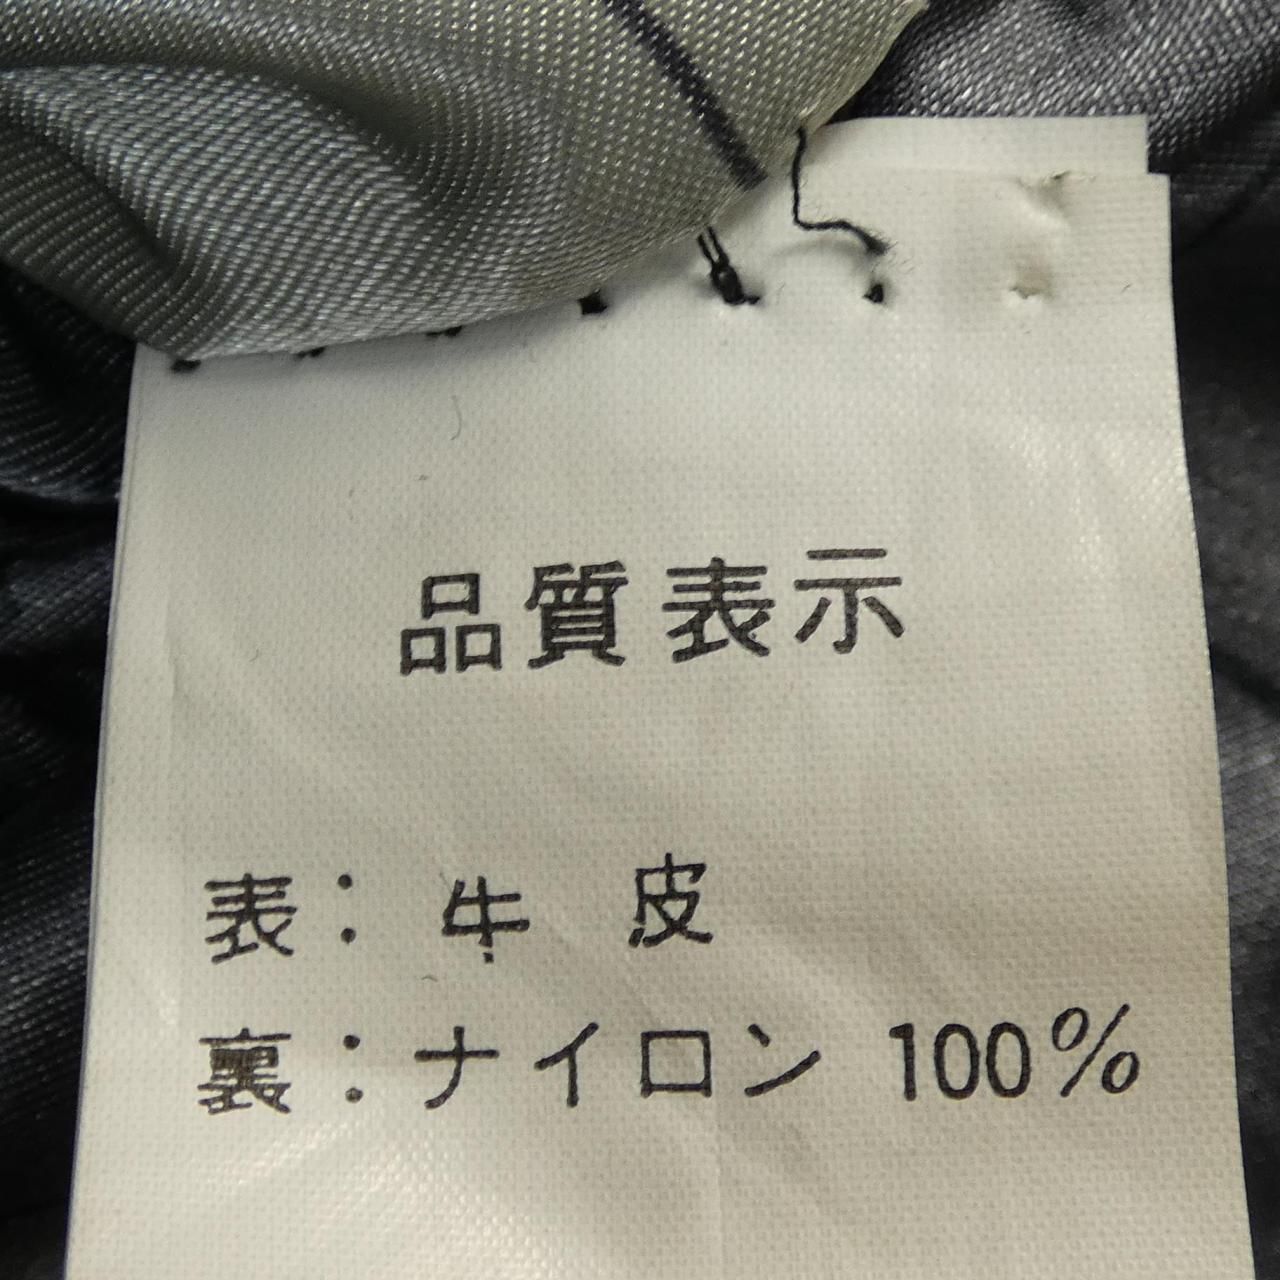 品質表示
表：牛 皮
裏：ナイロン 100%